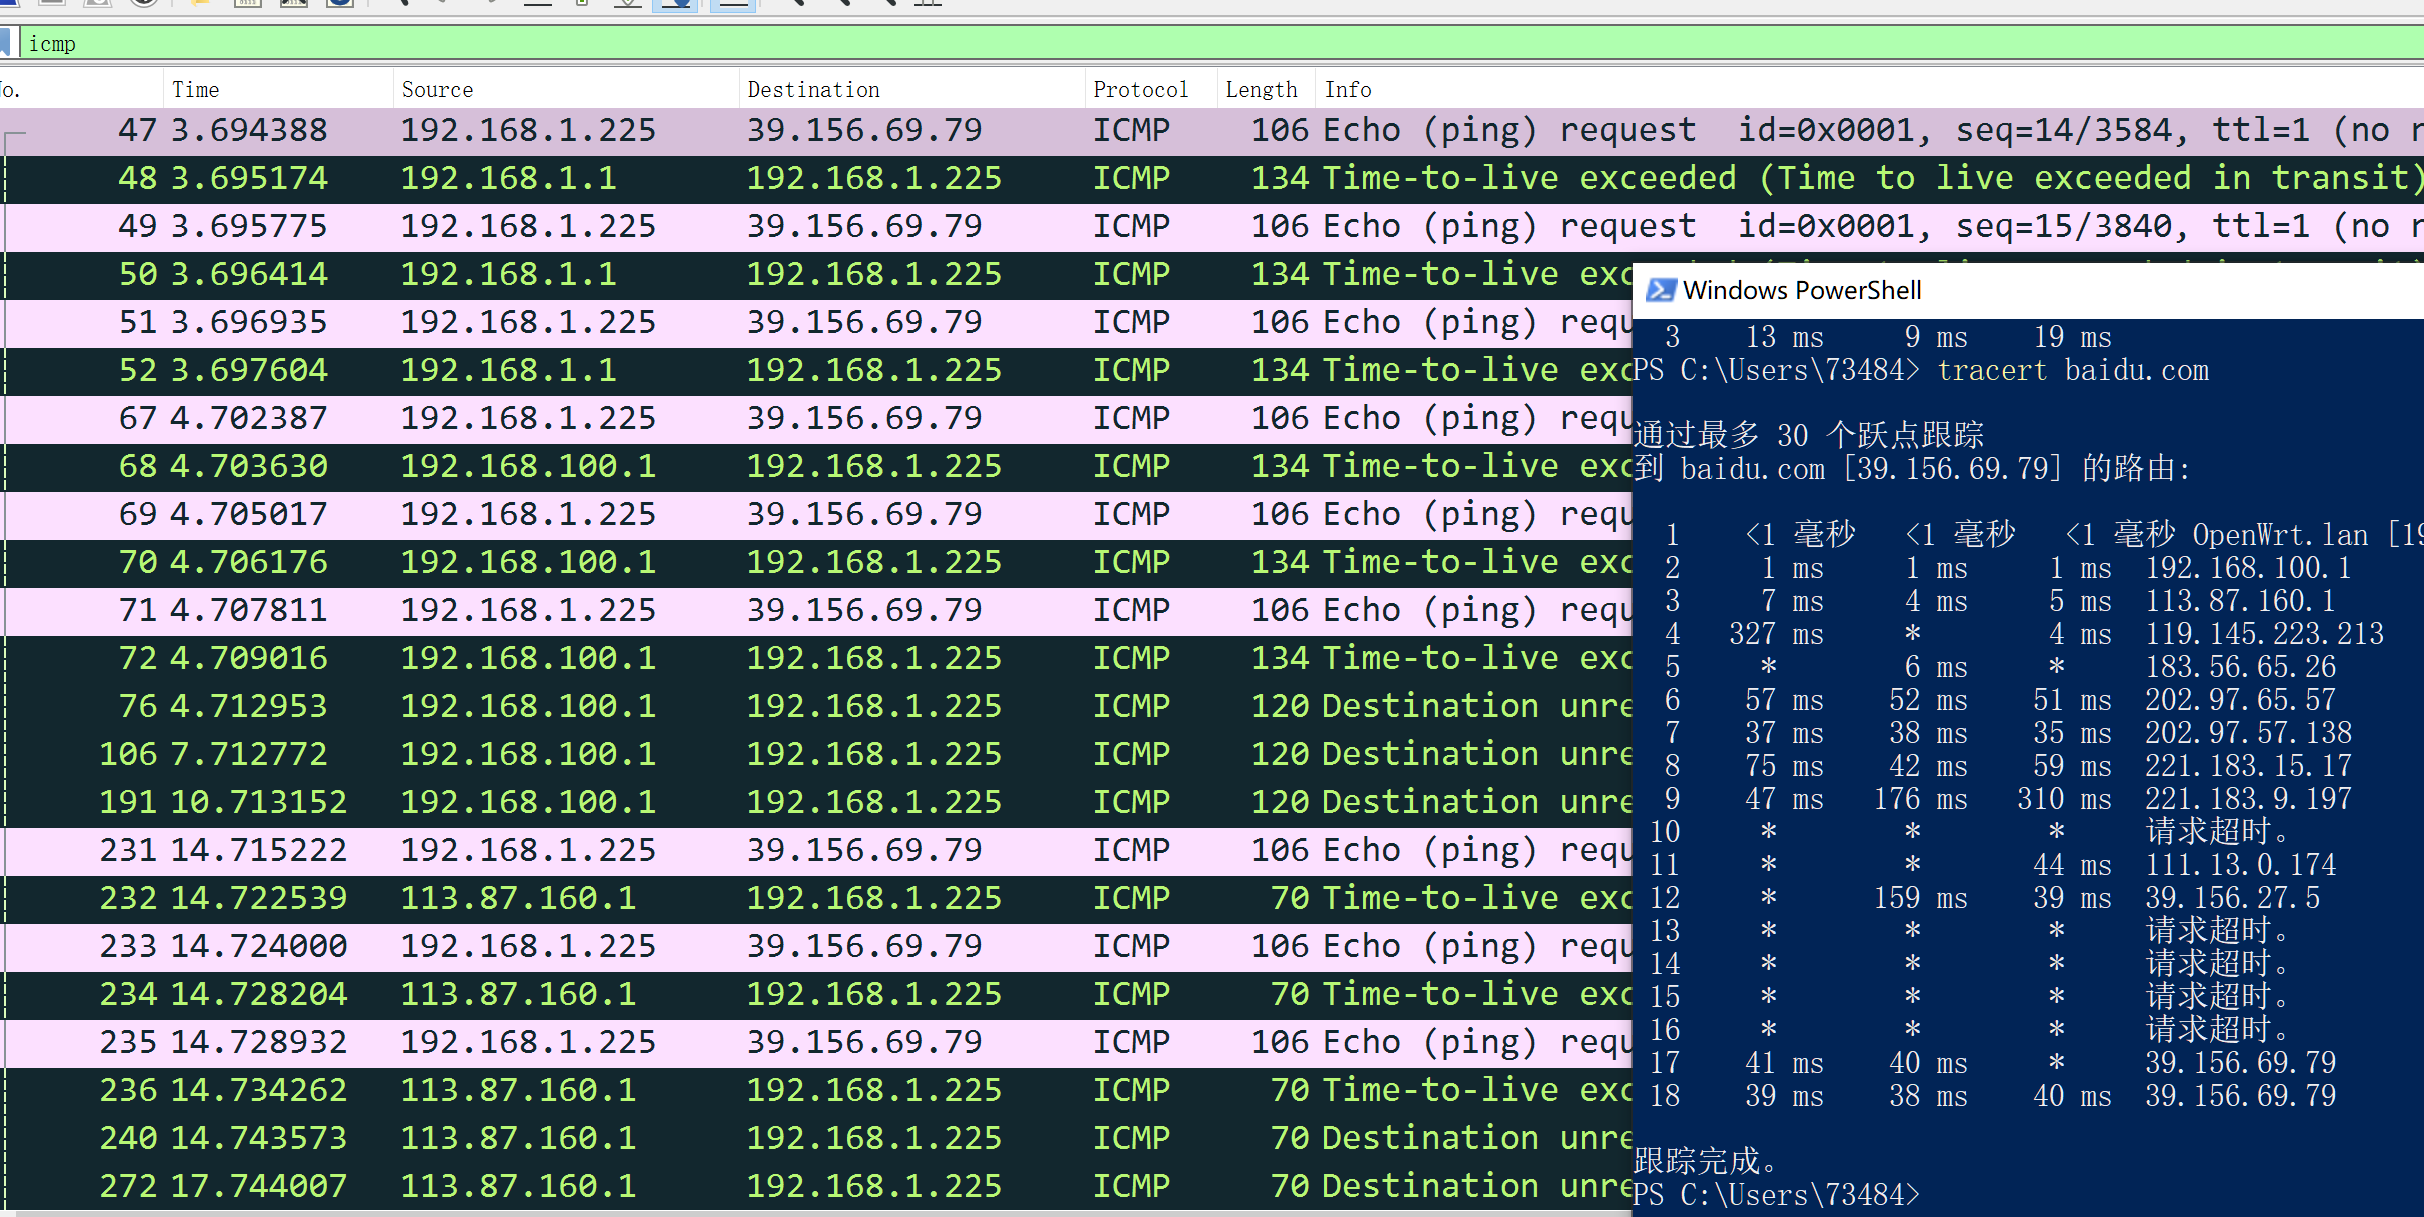 icmp
No. Time Source Destination Protocol Length Info
47 3.694388 192.168.1.225 39.156.69.79 ICMP 106 Echo (ping) request id=0x0001, seq=14/3584, ttl=1 (no r
48 3.695174 192.168.1.1 192.168.1.225 ICMP 134 Time-to-live exceeded (Time to live exceeded in transit)
49 3.695775 192.168.1.225 39.156.69.79 ICMP 106 Echo (ping) request id=0x0001, seq=15/3840, ttl=1 (no r
50 3.696414 192.168.1.1 192.168.1.225 ICMP 134 Time-to-live exc
51 3.696935 192.168.1.225 39.156.69.79 ICMP 106 Echo (ping) requ
52 3.697604 192.168.1.1 192.168.1.225 ICMP 134 Time-to-live exc
67 4.702387 192.168.1.225 39.156.69.79 ICMP 106 Echo (ping) requ
68 4.703630 192.168.100.1 192.168.1.225 ICMP 134 Time-to-live exc
69 4.705017 192.168.1.225 39.156.69.79 ICMP 106 Echo (ping) requ
70 4.706176 192.168.100.1 192.168.1.225 ICMP 134 Time-to-live exc
71 4.707811 192.168.1.225 39.156.69.79 ICMP 106 Echo (ping) requ
72 4.709016 192.168.100.1 192.168.1.225 ICMP 134 Time-to-live exc
76 4.712953 192.168.100.1 192.168.1.225 ICMP 120 Destination unre
106 7.712772 192.168.100.1 192.168.1.225 ICMP 120 Destination unre
191 10.713152 192.168.100.1 192.168.1.225 ICMP 120 Destination unre
231 14.715222 192.168.1.225 39.156.69.79 ICMP 106 Echo (ping) requ
232 14.722539 113.87.160.1 192.168.1.225 ICMP 70 Time-to-live exc
233 14.724000 192.168.1.225 39.156.69.79 ICMP 106 Echo (ping) requ
234 14.728204 113.87.160.1 192.168.1.225 ICMP 70 Time-to-live exc
235 14.728932 192.168.1.225 39.156.69.79 ICMP 106 Echo (ping) requ
236 14.734262 113.87.160.1 192.168.1.225 ICMP 70 Time-to-live exc
240 14.743573 113.87.160.1 192.168.1.225 ICMP 70 Destination unre
272 17.744007 113.87.160.1 192.168.1.225 ICMP 70 Destination unre
Windows PowerShell
3 13 ms 9 ms 19 ms
PS C:\Users\73484> tracert baidu.com
通过最多 30 个跃点跟踪
到 baidu.com [39.156.69.79] 的路由:
1 <1 毫秒 <1 毫秒 <1 毫秒 OpenWrt.lan [19
2 1 ms 1 ms 1 ms 192.168.100.1
3 7 ms 4 ms 5 ms 113.87.160.1
4 327 ms * 4 ms 119.145.223.213
5 * 6 ms * 183.56.65.26
6 57 ms 52 ms 51 ms 202.97.65.57
7 37 ms 38 ms 35 ms 202.97.57.138
8 75 ms 42 ms 59 ms 221.183.15.17
9 47 ms 176 ms 310 ms 221.183.9.197
10 * * * 请求超时。
11 * * 44 ms 111.13.0.174
12 * 159 ms 39 ms 39.156.27.5
13 * * * 请求超时。
14 * * * 请求超时。
15 * * * 请求超时。
16 * * * 请求超时。
17 41 ms 40 ms * 39.156.69.79
18 39 ms 38 ms 40 ms 39.156.69.79
跟踪完成。
PS C:\Users\73484>